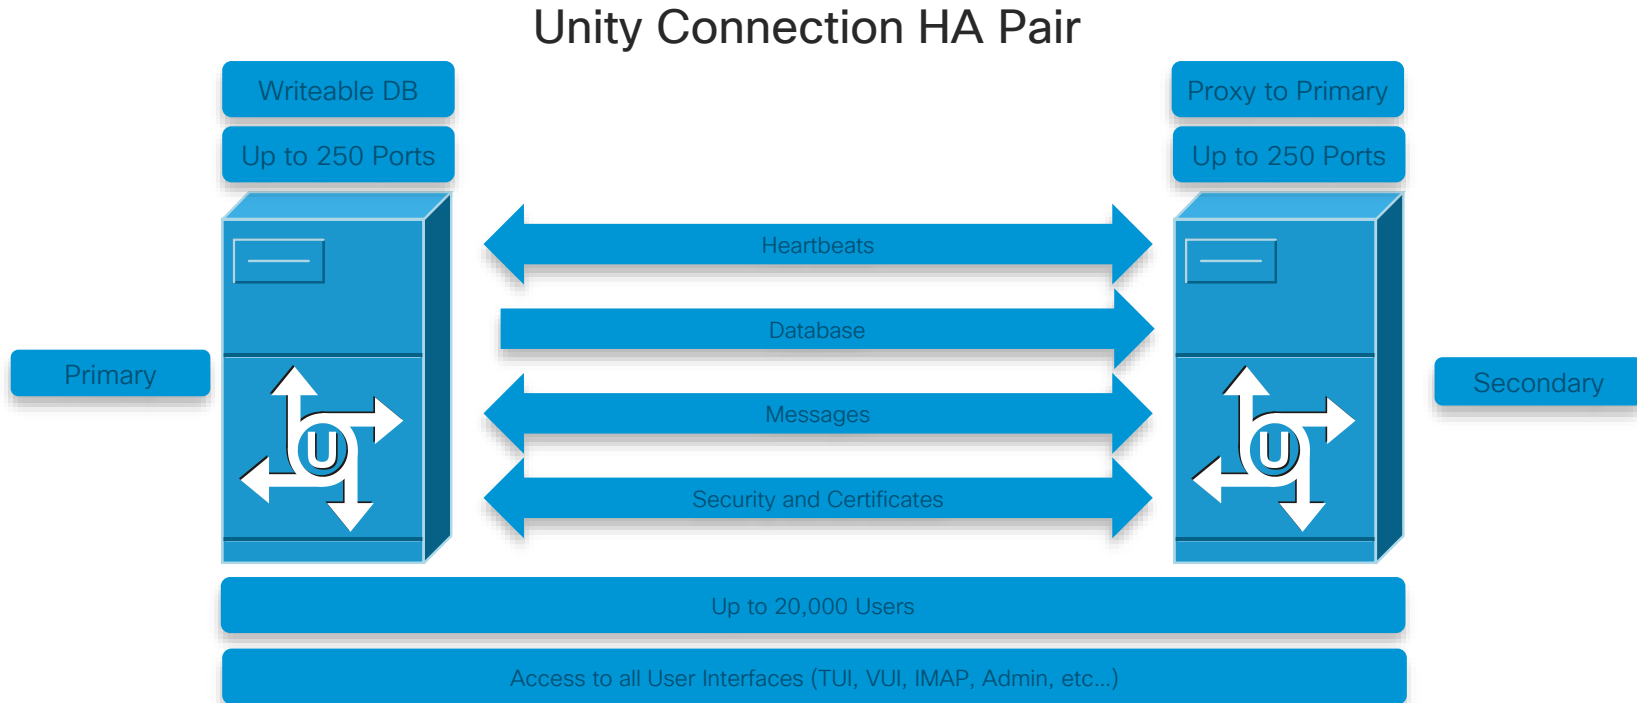 Unity Connection HA Pair
Writeable DB
Proxy to Primary
Up to 250 Ports
Up to 250 Ports
Heartbeats
Database
Primary
Secondary
Messages
U
U
Security and Certificates
Up to 20,000 Users
Access to all User Interfaces (TUI, VUI, IMAP, Admin, etc...)